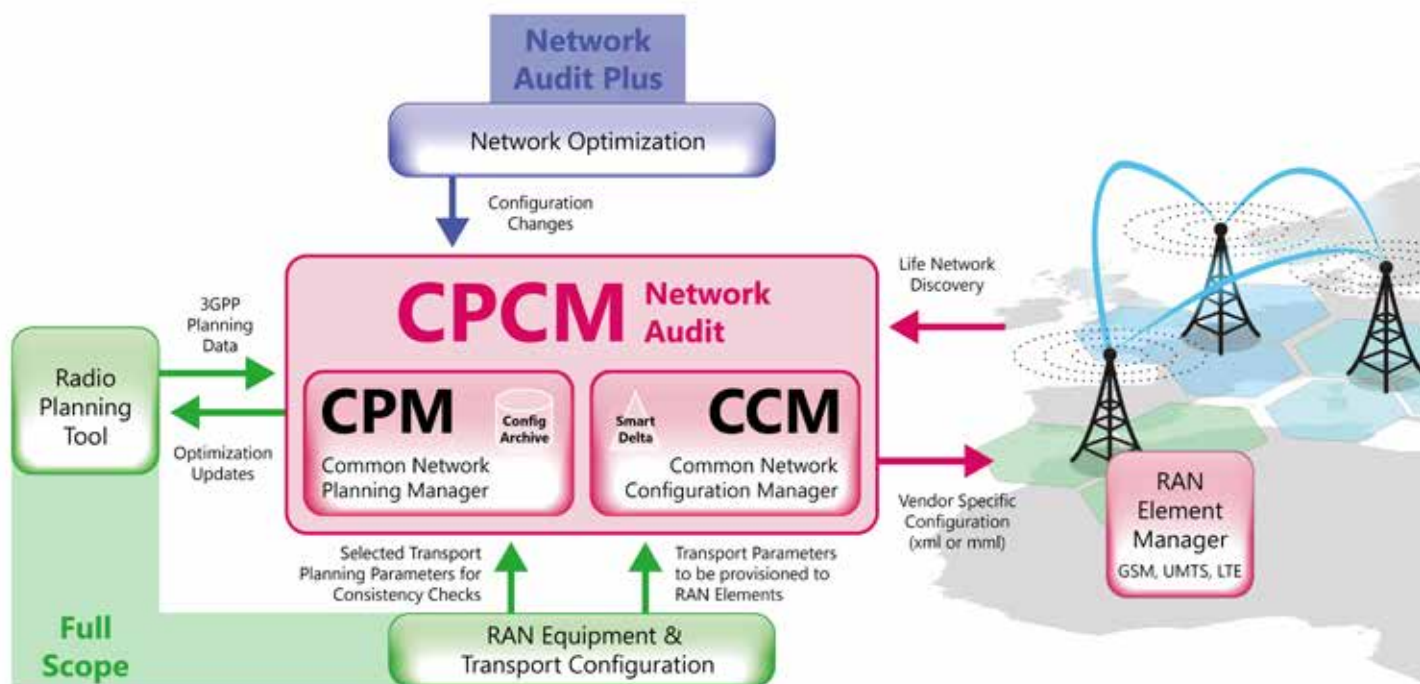 Network
Audit Plus
Network Optimization
Configuration
Changes
CPCM
Network
Audit
Life Network
Discovery
3GPP
Planning
Data
Radio
Planning
Tool
Optimization
Updates
CPM
Config
Archive
Common Network
Planning Manager
Smart
Delta
CCM
Common Network
Configuration Manager
Vendor Specific
Configuration
(xml or mml)
RAN
Element
Manager
GSM, UMTS, LTE
Selected Transport
Planning Parameters for
Consistency Checks
Transport Parameters
to be provisioned to
RAN Elements
Full
Scope
RAN Equipment &
Transport Configuration